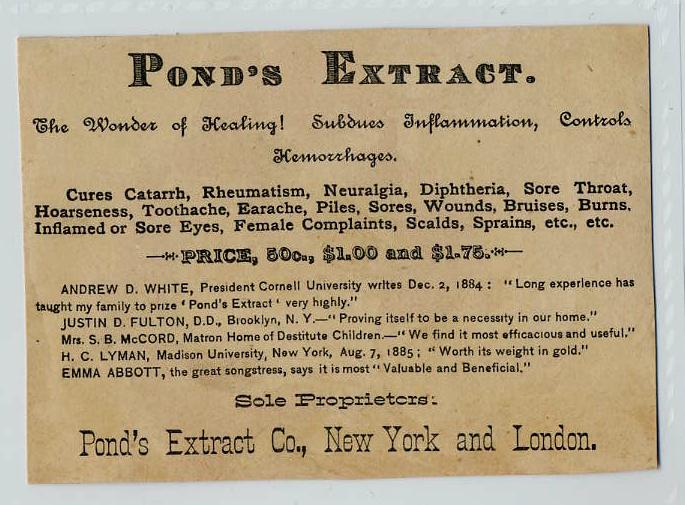 POND'S EXTRACT.
The Wonder of Healing! Subdues Inflammation, Controls
Hemorrhages.
Cures Catarrh, Rheumatism, Neuralgia, Diphtheria, Sore Throat,
Hoarseness, Toothache, Earache, Piles, Sores, Wounds, Bruises, Burns.
Inflamed or Sore Eyes, Female Complaints, Scalds, Sprains, etc., etc.
PRICE, 50c., $1.00 and $1.75.
ANDREW D. WHITE, President Cornell University writes Dec. 2, 1884: "Long experience has
taught my family to prize 'Pond's Extract' very highly."
JUSTIN D. FULTON, D.D., Brooklyn, N. Y.—"Proving itself to be a necessity in our home."
Mrs. S. B. McCORD, Matron Home of Destitute Children.—"We find it most efficacious and useful."
H. C. LYMAN, Madison University, New York, Aug. 7, 1885; "Worth its weight in gold."
EMMA ABBOTT, the great songstress, says it is most "Valuable and Beneficial."
Sole Proprietors:
Pond's Extract Co., New York and London.